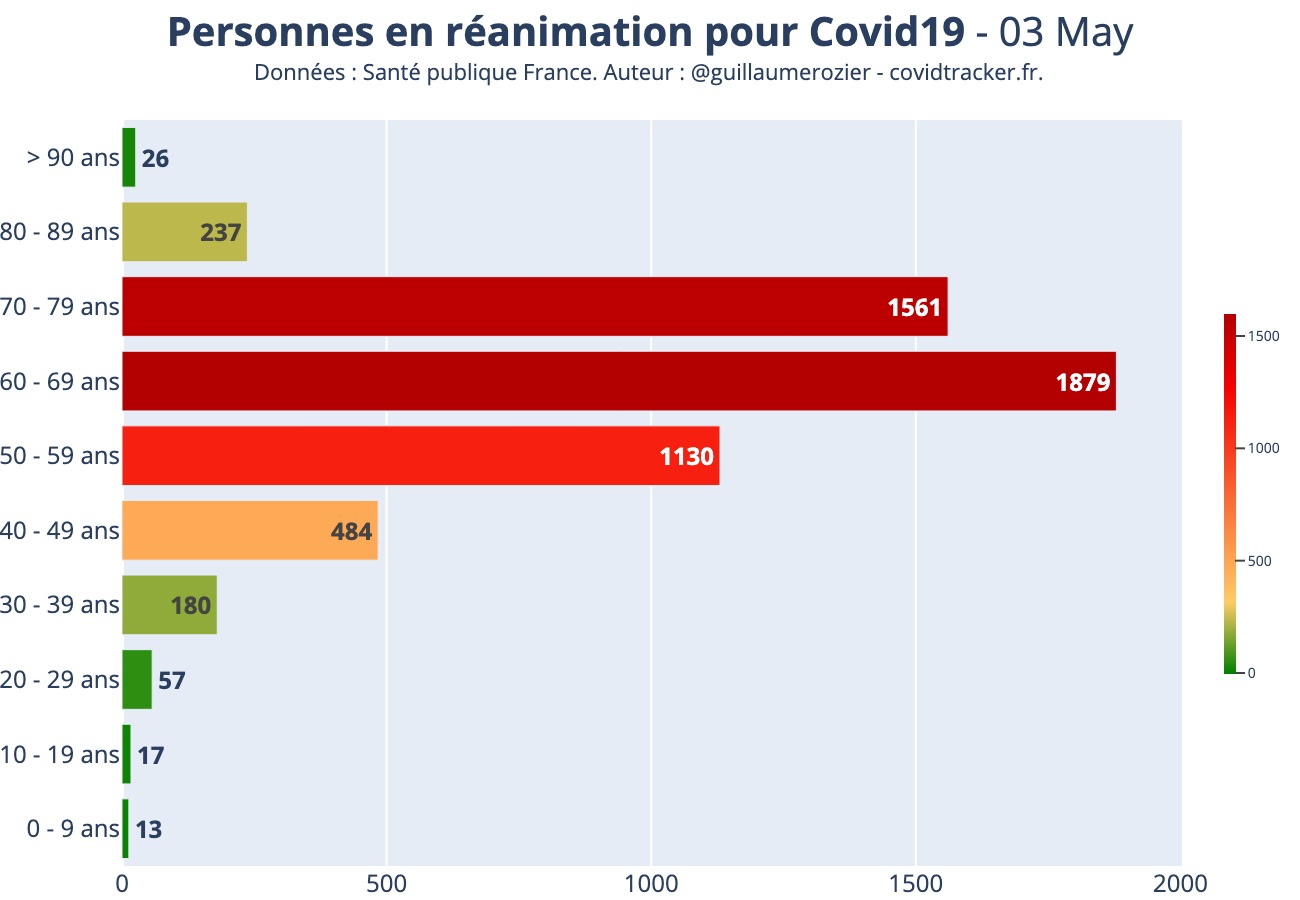 Personnes en réanimation pour Covid19 - 03 May
Données : Santé publique France. Auteur : @guillaumerozier - covidtracker.fr.
> 90 ans 26
80 - 89 ans 237
70 - 79 ans 1561
60 - 69 ans 1879
50 - 59 ans 1130
40 - 49 ans 484
30 - 39 ans 180
20 - 29 ans 57
10 - 19 ans 17
0 - 9 ans 13
0 500 1000 1500 2000
1500
1000
500
0